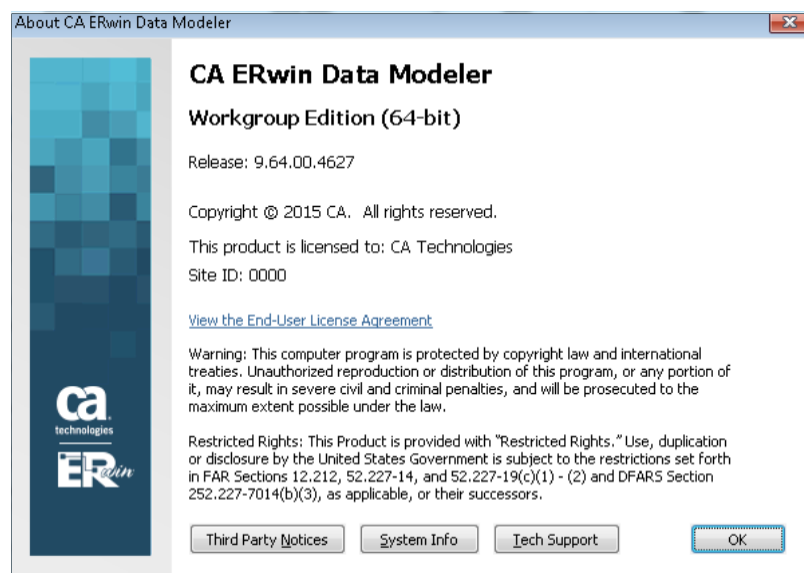 About CA ERwin Data Modeler
CA ERwin Data Modeler
Workgroup Edition (64-bit)
Release: 9.64.00.4627
Copyright © 2015 CA.  All rights reserved.
This product is licensed to: CA Technologies
Site ID: 0000
View the End-User License Agreement
Warning: This computer program is protected by copyright law and international
treaties. Unauthorized reproduction or distribution of this program, or any portion of
it, may result in severe civil and criminal penalties, and will be prosecuted to the
maximum extent possible under the law.
Restricted Rights: This Product is provided with "Restricted Rights." Use, duplication
or disclosure by the United States Government is subject to the restrictions set forth
in FAR Sections 12.212, 52.227-14, and 52.227-19(c)(1) - (2) and DFARS Section
252.227-7014(b)(3), as applicable, or their successors.
ca
technologies
ERwin
Third Party Notices
System Info
Tech Support
OK